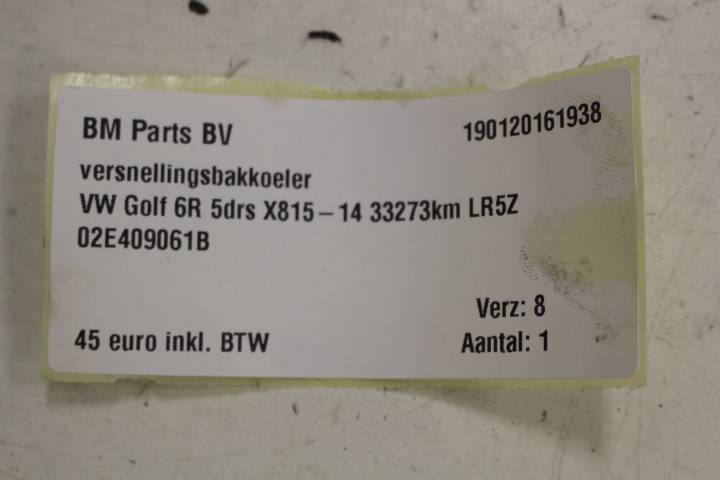 BM Parts BV 190120161938
versnellingsbakkoeler
VW Golf 6R 5drs X815-14 33273km LR5Z
02E409061B
Verz: 8
45 euro inkl. BTW Aantal: 1